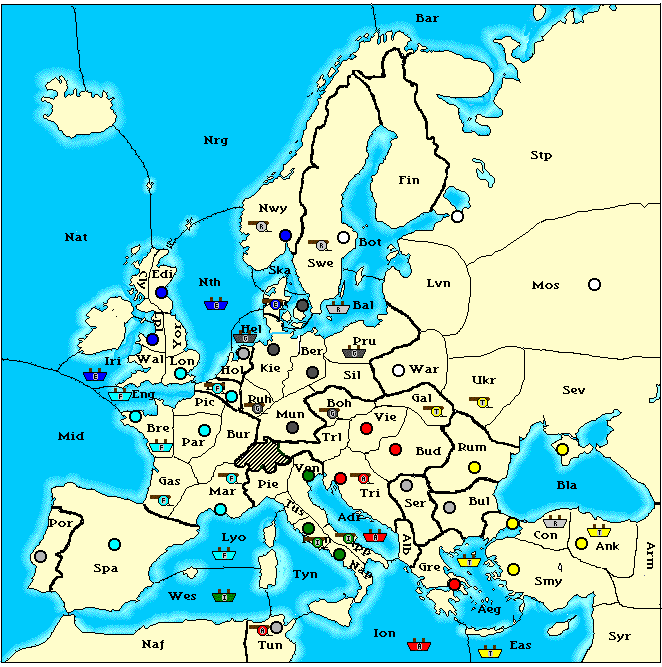 Bar
Nrg
Stp
Fin
Nwy
Nat
Bot
Swe
Ska
Edi
Cly
Nth
Lvn
Mos
Bal
Lpl
Yor
Hel
Pru
Iri
Wal
Lon
Hol
Kie
Ber
War
Sil
Eng
Pic
Ruh
Boh
Gal
Ukr
Sev
Mid
Bre
Par
Bur
Mun
Vie
Trl
Bud
Rum
Gas
Mar
Pie
Ven
Tri
Ser
Bul
Bla
Por
Tus
Adr
Con
Ank
Arm
Lyo
App
Alb
Spa
Tyn
Nap
Gre
Smy
Wes
Aeg
Naf
Tun
Ion
Eas
Syr